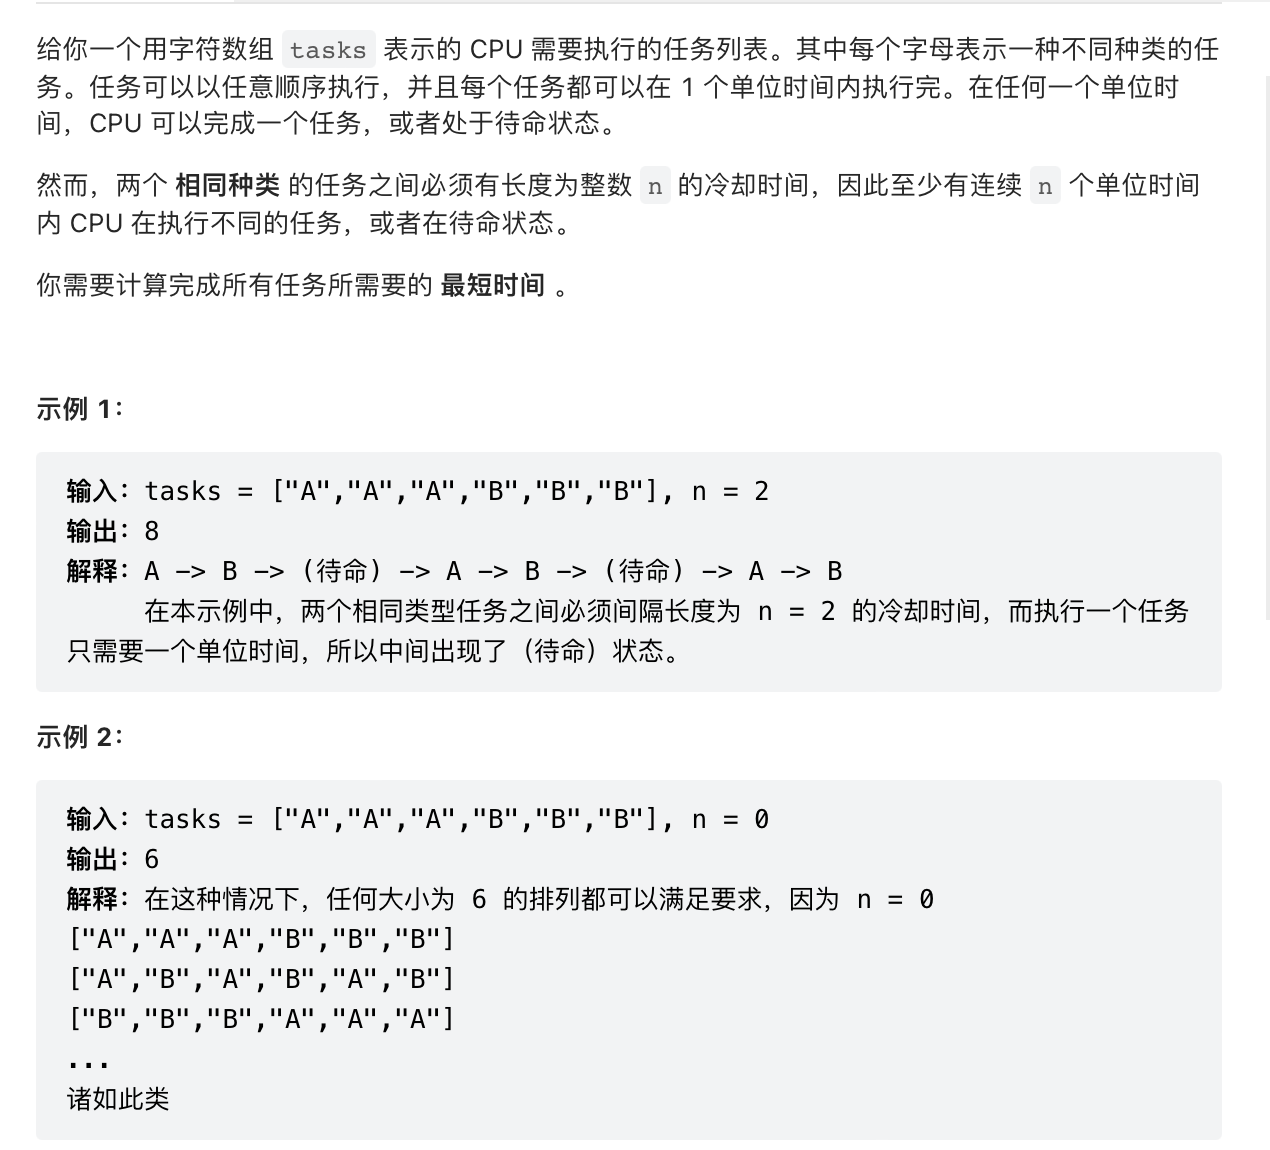 给你一个用字符数组 tasks 表示的 CPU 需要执行的任务列表。其中每个字母表示一种不同种类的任
务。任务可以以任意顺序执行，并且每个任务都可以在 1 个单位时间内执行完。在任何一个单位时
间，CPU 可以完成一个任务，或者处于待命状态。
然而，两个 相同种类 的任务之间必须有长度为整数 n 的冷却时间，因此至少有连续 n 个单位时间
内 CPU 在执行不同的任务，或者在待命状态。
你需要计算完成所有任务所需要的 最短时间 。
示例 1：
输入：tasks = ["A","A","A","B","B","B"], n = 2
输出：8
解释：A -> B -> (待命) -> A -> B -> (待命) -> A -> B
在本示例中，两个相同类型任务之间必须间隔长度为 n = 2 的冷却时间，而执行一个任务
只需要一个单位时间，所以中间出现了（待命）状态。
示例 2：
输入：tasks = ["A","A","A","B","B","B"], n = 0
输出：6
解释：在这种情况下，任何大小为 6 的排列都可以满足要求，因为 n = 0
["A","A","A","B","B","B"]
["A","B","A","B","A","B"]
["B","B","B","A","A","A"]
...
诸如此类